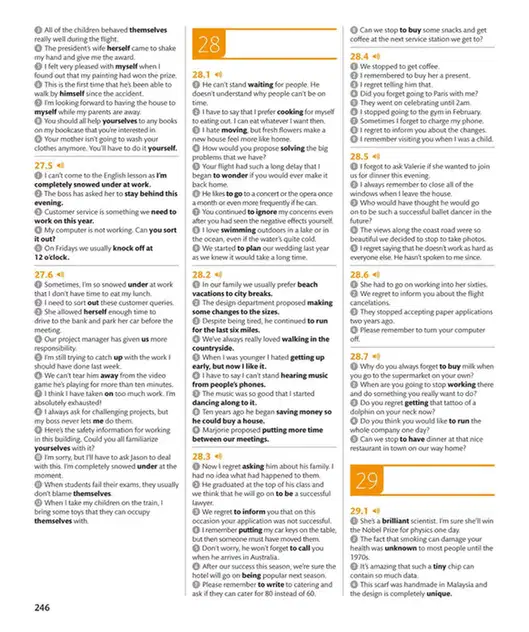 ③ All of the children behaved themselves
really well during the flight.
④ The president's wife herself came to shake
my hand and give me the award.
⑤ I felt very pleased with myself when I
found out that my painting had won the prize.
⑥ This is the first time that he's been able to
walk by himself since the accident.
⑦ I'm looking forward to having the house to
myself while my parents are away.
⑧ You should all help yourselves to any books
on my bookcase that you're interested in.
⑨ Your mother isn't going to wash your
clothes anymore. You'll have to do it yourself.
27.5
① I can't come to the English lesson as I'm
completely snowed under at work.
② The boss has asked her to stay behind this
evening.
③ Customer service is something we need to
work on this year.
④ My computer is not working. Can you sort
it out?
⑤ On Fridays we usually knock off at
12 o'clock.
27.6
① Sometimes, I'm so snowed under at work
that I don't have time to eat my lunch.
② I need to sort out these customer queries.
③ She allowed herself enough time to
drive to the bank and park her car before the
meeting.
④ Our project manager has given us more
responsibility.
⑤ I'm still trying to catch up with the work I
should have done last week.
⑥ We can't tear him away from the video
game he's playing for more than ten minutes.
⑦ I think I have taken on too much work. I'm
absolutely exhausted!
⑧ I always ask for challenging projects, but
my boss never lets me do them.
⑨ Here's the safety information for working
in this building. Could you all familiarize
yourselves with it?
⑩ I'm sorry, but I'll have to ask Jason to deal
with this. I'm completely snowed under at the
moment.
⑪ When students fail their exams, they usually
don't blame themselves.
⑫ When I take my children on the train, I
bring some toys that they can occupy
themselves with.
246
28
28.1
① He can't stand waiting for people. He
doesn't understand why people can't be on
time.
② I have to say that I prefer cooking for myself
to eating out. I can eat whatever I want then.
③ I hate moving, but fresh flowers make a
new house feel more like home.
④ How would you propose solving the big
problems that we have?
⑤ Your flight had such a long delay that I
began to wonder if you would ever make it
back home.
⑥ He likes to go to a concert or the opera once
a month or even more frequently if he can.
⑦ You continued to ignore my concerns even
after you had seen the negative effects yourself.
⑧ I love swimming outdoors in a lake or in
the ocean, even if the water's quite cold.
⑨ We started to plan our wedding last year
as we knew it would take a long time.
28.2
① In our family we usually prefer beach
vacations to city breaks.
② The design department proposed making
some changes to the sizes.
③ Despite being tired, he continued to run
for the last six miles.
④ We've always really loved walking in the
countryside.
⑤ When I was younger I hated getting up
early, but now I like it.
⑥ I have to say I can't stand hearing music
from people's phones.
⑦ The music was so good that I started
dancing along to it.
⑧ Ten years ago he began saving money so
he could buy a house.
⑨ Marjorie proposed putting more time
between our meetings.
28.3
① Now I regret asking him about his family. I
had no idea what had happened to them.
② He graduated at the top of his class and
we think that he will go on to be a successful
lawyer.
③ We regret to inform you that on this
occasion your application was not successful.
④ I remember putting my car keys on the table,
but then someone must have moved them.
⑤ Don't worry, he won't forget to call you
when he arrives in Australia.
⑥ After our success this season, we're sure the
hotel will go on being popular next season.
⑦ Please remember to write to catering and
ask if they can cater for 80 instead of 60.
⑧ Can we stop to buy some snacks and get
coffee at the next service station we get to?
28.4
① We stopped to get coffee.
② I remembered to buy her a present.
③ I regret telling him that.
④ Did you forget going to Paris with me?
⑤ They went on celebrating until 2am.
⑥ I stopped going to the gym in February.
⑦ Sometimes I forget to charge my phone.
⑧ I regret to inform you about the changes.
⑨ I remember visiting you when I was a child.
28.5
① I forgot to ask Valerie if she wanted to join
us for dinner this evening.
② I always remember to close all of the
windows when I leave the house.
③ Who would have thought he would go
on to be such a successful ballet dancer in the
future?
④ The views along the coast road were so
beautiful we decided to stop to take photos.
⑤ I regret saying that he doesn't work as hard as
everyone else. He hasn't spoken to me since.
28.6
① She had to go on working into her sixties.
② We regret to inform you about the flight
cancelations.
③ They stopped accepting paper applications
two years ago.
④ Please remember to turn your computer
off.
28.7
① Why do you always forget to buy milk when
you go to the supermarket on your own?
② When are you going to stop working there
and do something you really want to do?
③ Do you regret getting that tattoo of a
dolphin on your neck now?
④ Do you think you would like to run the
whole company one day?
⑤ Can we stop to have dinner at that nice
restaurant in town on our way home?
29
29.1
① She's a brilliant scientist. I'm sure she'll win
the Nobel Prize for physics one day.
② The fact that smoking can damage your
health was unknown to most people until the
1970s.
③ It's amazing that such a tiny chip can
contain so much data.
④ This scarf was handmade in Malaysia and
the design is completely unique.